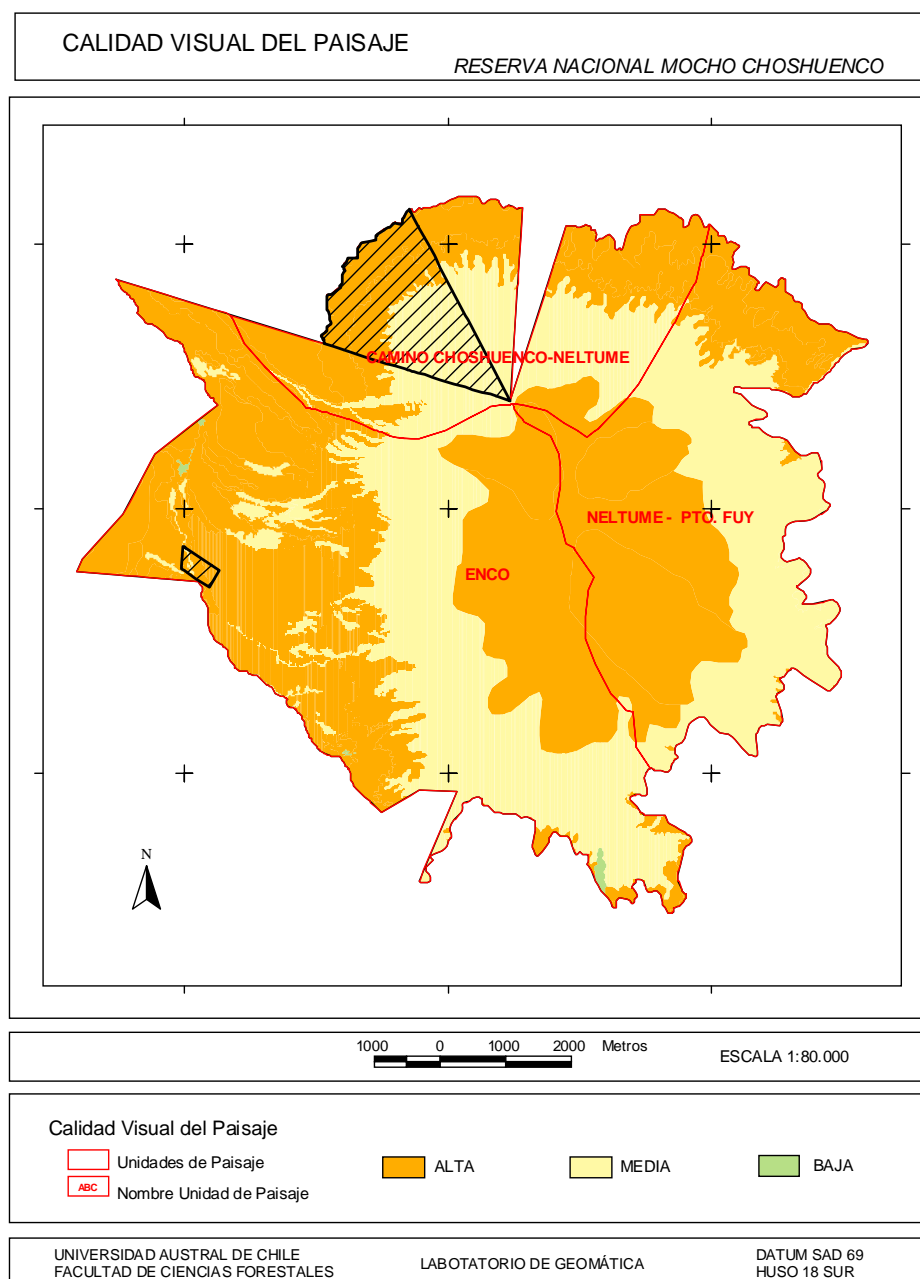 CALIDAD VISUAL DEL PAISAJE
RESERVA NACIONAL MOCHO CHOSHUENCO
CAMINO CHOSHUENCO-NELTUME
NELTUME - PTO. FUY
ENCO
N
1000 0 1000 2000 Metros
ESCALA 1:80.000
Calidad Visual del Paisaje
Unidades de Paisaje
ALTA
MEDIA
BAJA
ABC
Nombre Unidad de Paisaje
UNIVERSIDAD AUSTRAL DE CHILE
FACULTAD DE CIENCIAS FORESTALES
LABOTATORIO DE GEOMÁTICA
DATUM SAD 69
HUSO 18 SUR